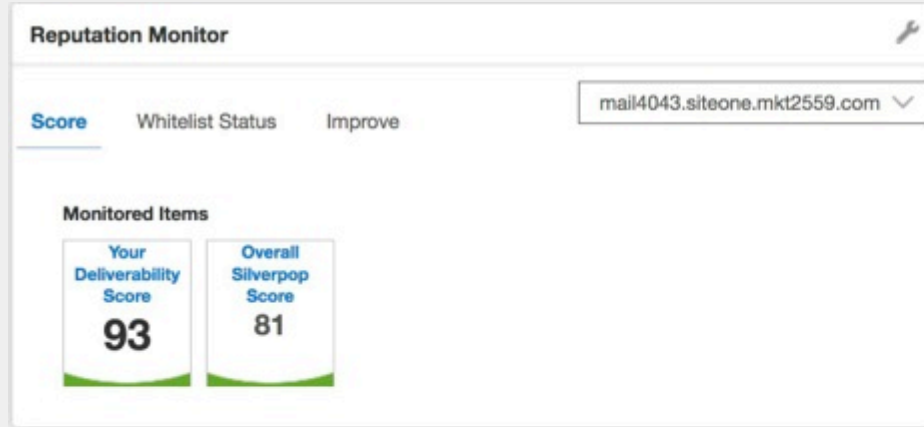 Reputation Monitor
Score
Whitelist Status
Improve
mail4043.siteone.mkt2559.com
Monitored Items
Your
Deliverability
Score
93
Overall
Silverpop
Score
81